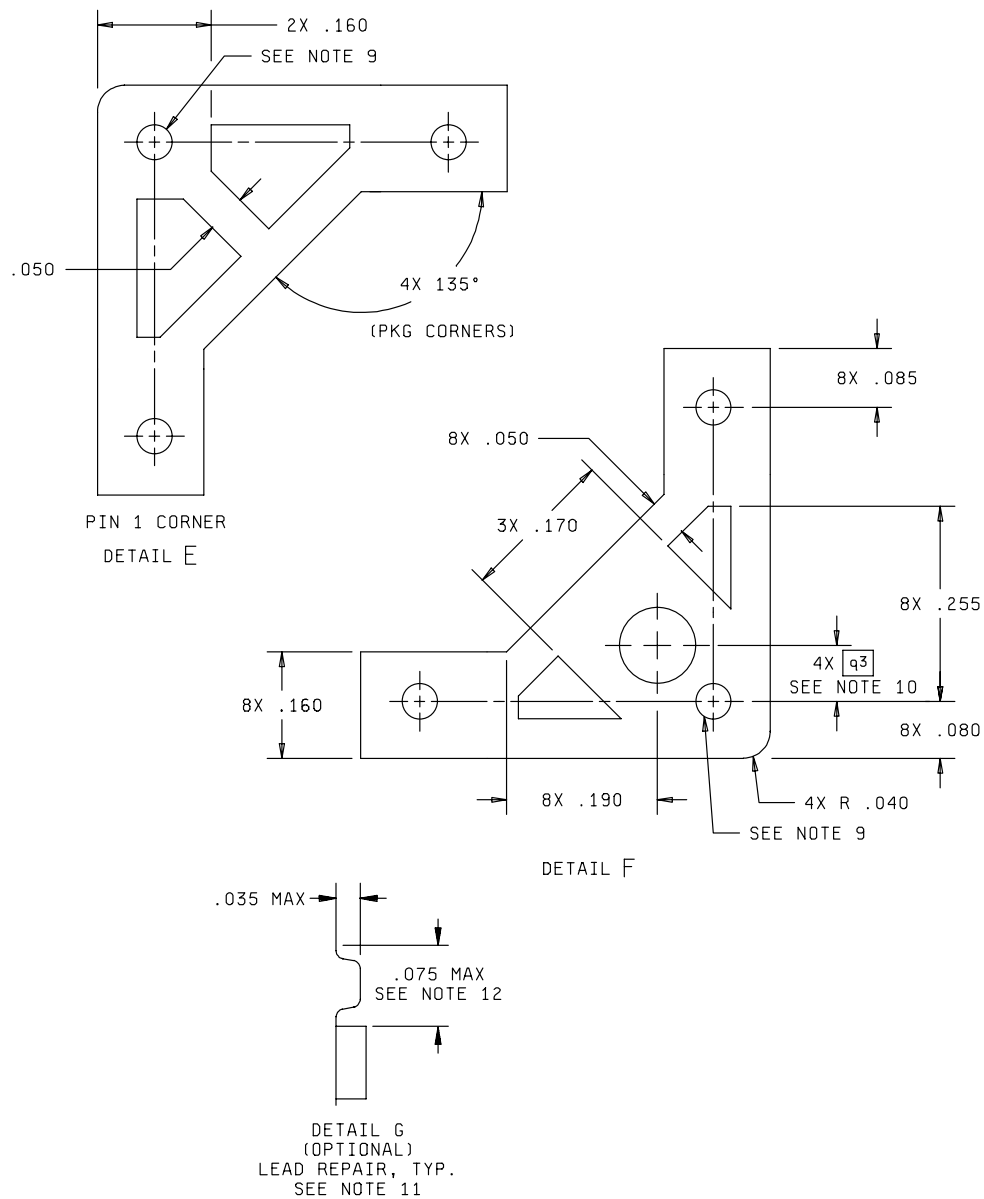 2X .160
SEE NOTE 9
.050
4X 135°
(PKG CORNERS)
PIN 1 CORNER
DETAIL E
8X .085
8X .050
3X .170
8X .255
4X q3
SEE NOTE 10
8X .160
8X .080
8X .190
4X R .040
SEE NOTE 9
DETAIL F
.035 MAX
.075 MAX
SEE NOTE 12
DETAIL G
(OPTIONAL)
LEAD REPAIR, TYP.
SEE NOTE 11